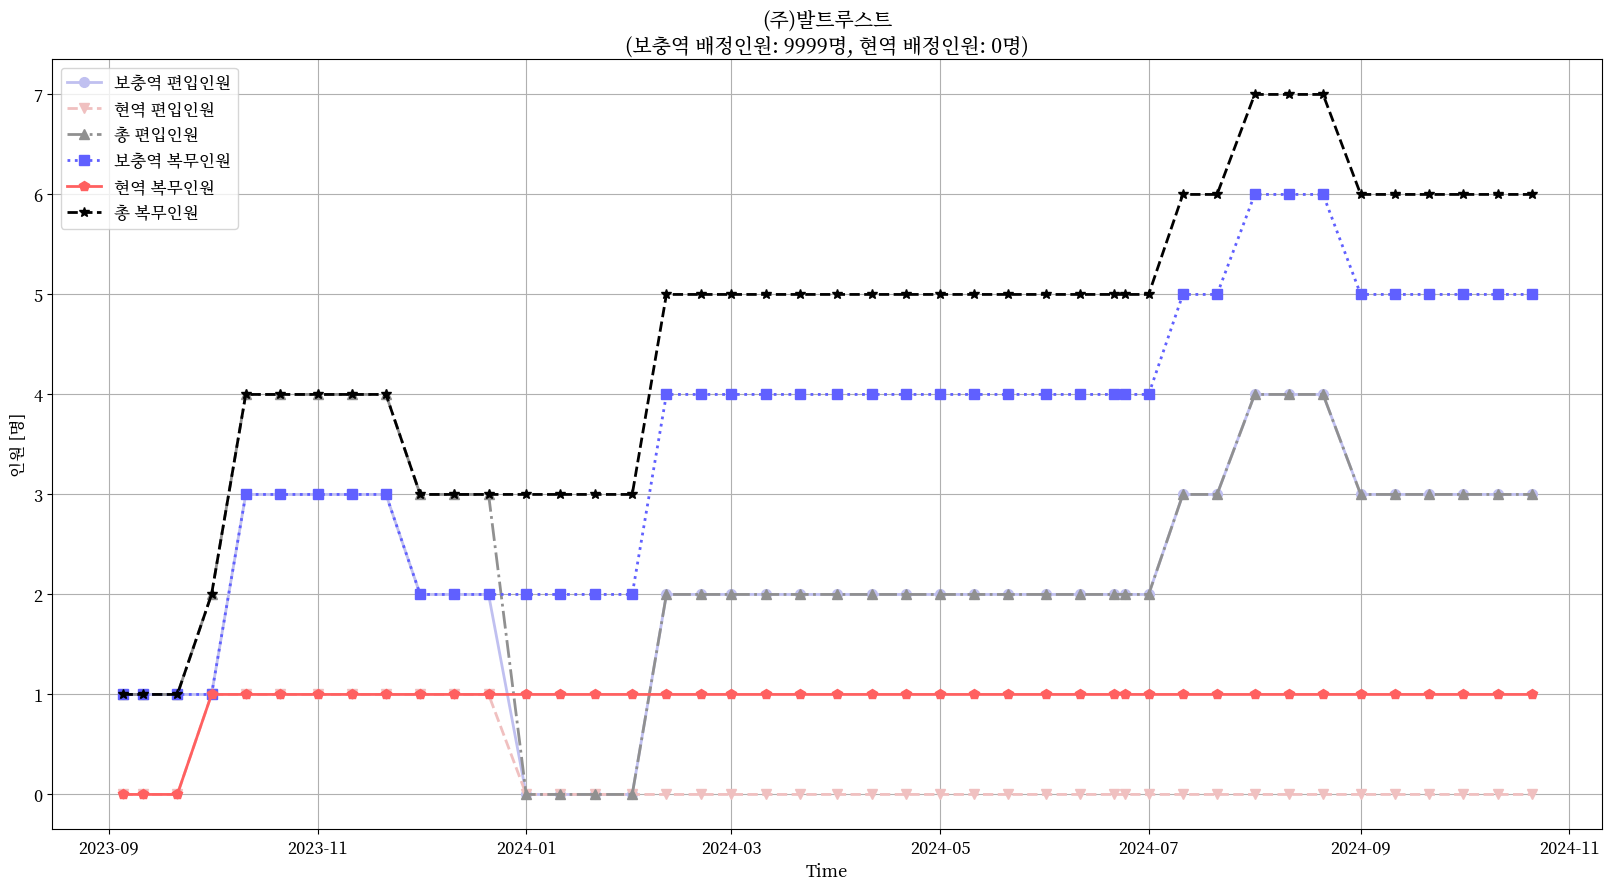 (주)발트루스트
(보충역 배정인원: 9999명, 현역 배정인원: 0명)
보충역 편입인원
현역 편입인원
총 편입인원
보충역 복무인원
현역 복무인원
총 복무인원
인원 [명]
7
6
5
4
3
2
1
0
2023-09 2023-11 2024-01 2024-03 2024-05 2024-07 2024-09 2024-11
Time